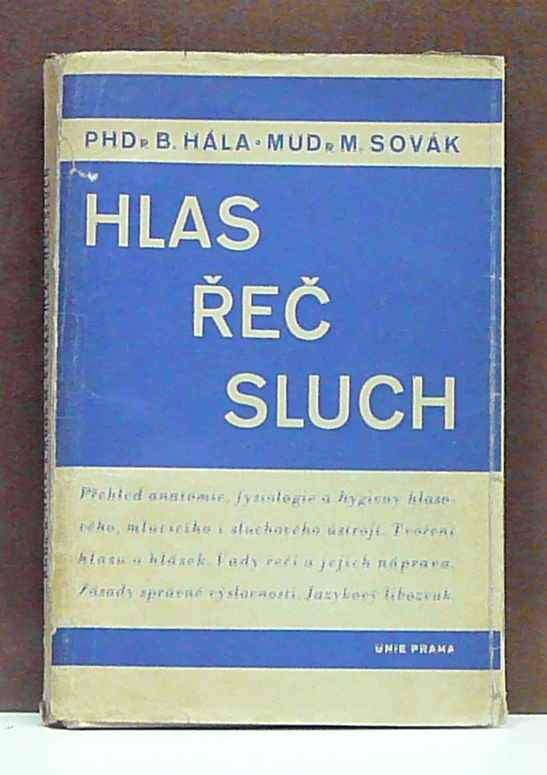 PHDR. B. HÁLA · MUDR. M. SOVÁK
HLAS
ŘEČ
SLUCH
Přehled anatomie, fysiologie a hygieny hlaso-
vého, mluvicího i sluchového ústrojí. Tvoření
hlasu a hlásek. Vady řeči a jejich náprava.
Zásady správné výslovnosti. Jazykový libozvuk.
UNIE PRAHA